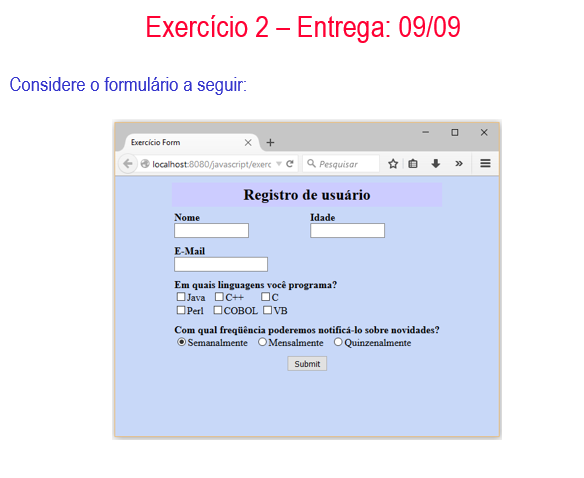 Exercício 2 – Entrega: 09/09
Considere o formulário a seguir:
Exercício Form
localhost:8080/javascript/exerc
Pesquisar
Registro de usuário
Nome Idade
E-Mail
Em quais linguagens você programa?
Java C++ C
Perl COBOL VB
Com qual freqüência poderemos notificá-lo sobre novidades?
Semanalmente Mensalmente Quinzenalmente
Submit